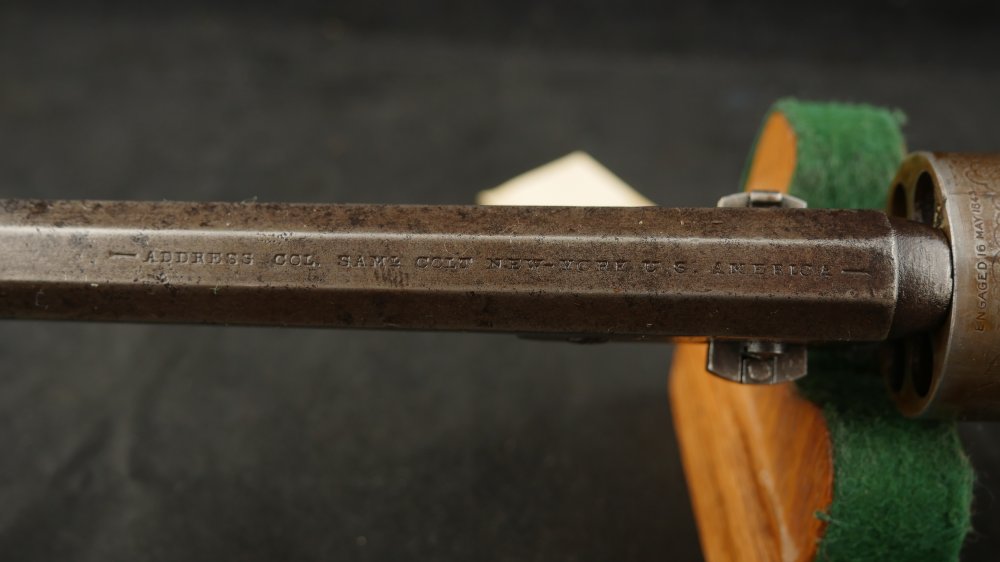 —ADDRESS COL. SAML COLT NEW-YORK U.S. AMERICA—
ENGAGED 16 MAY 1843